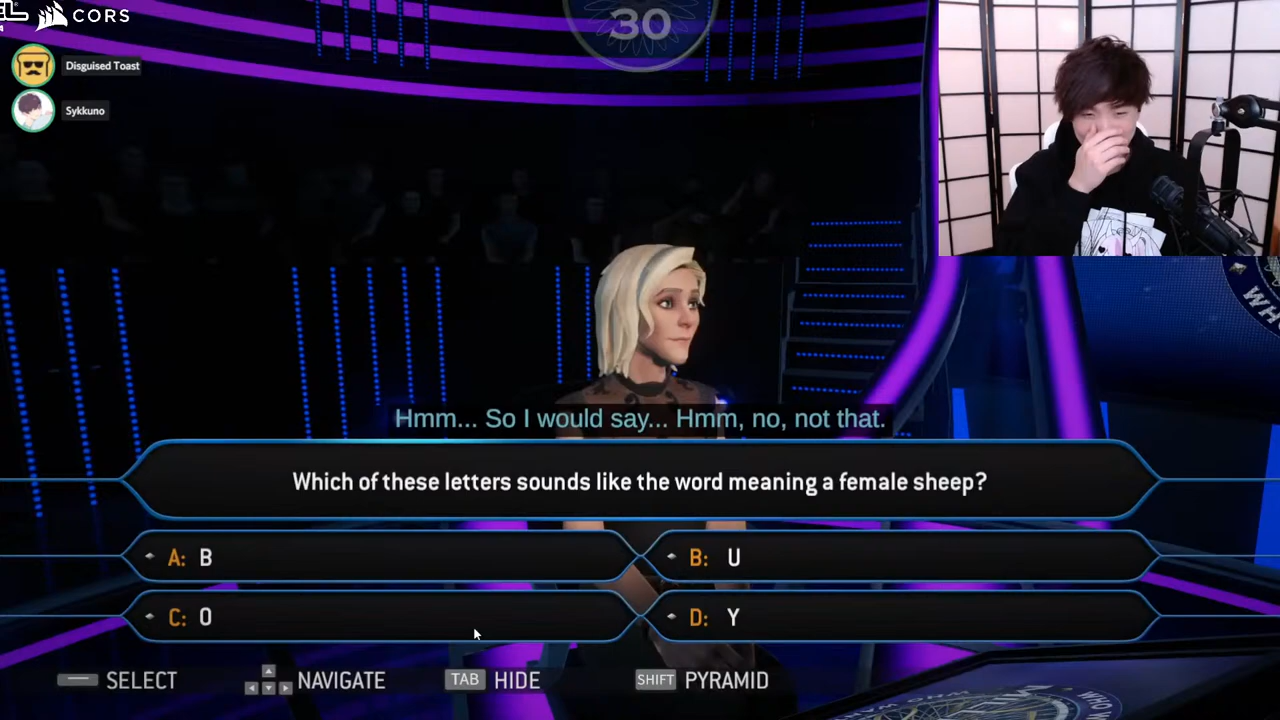 CORS
30
Disguised Toast
Sykkuno
WH
Hmm... So I would say... Hmm, no, not that.
Which of these letters sounds like the word meaning a female sheep?
A: B
B: U
C: O
D: Y
SELECT
NAVIGATE
TAB HIDE
SHIFT PYRAMID